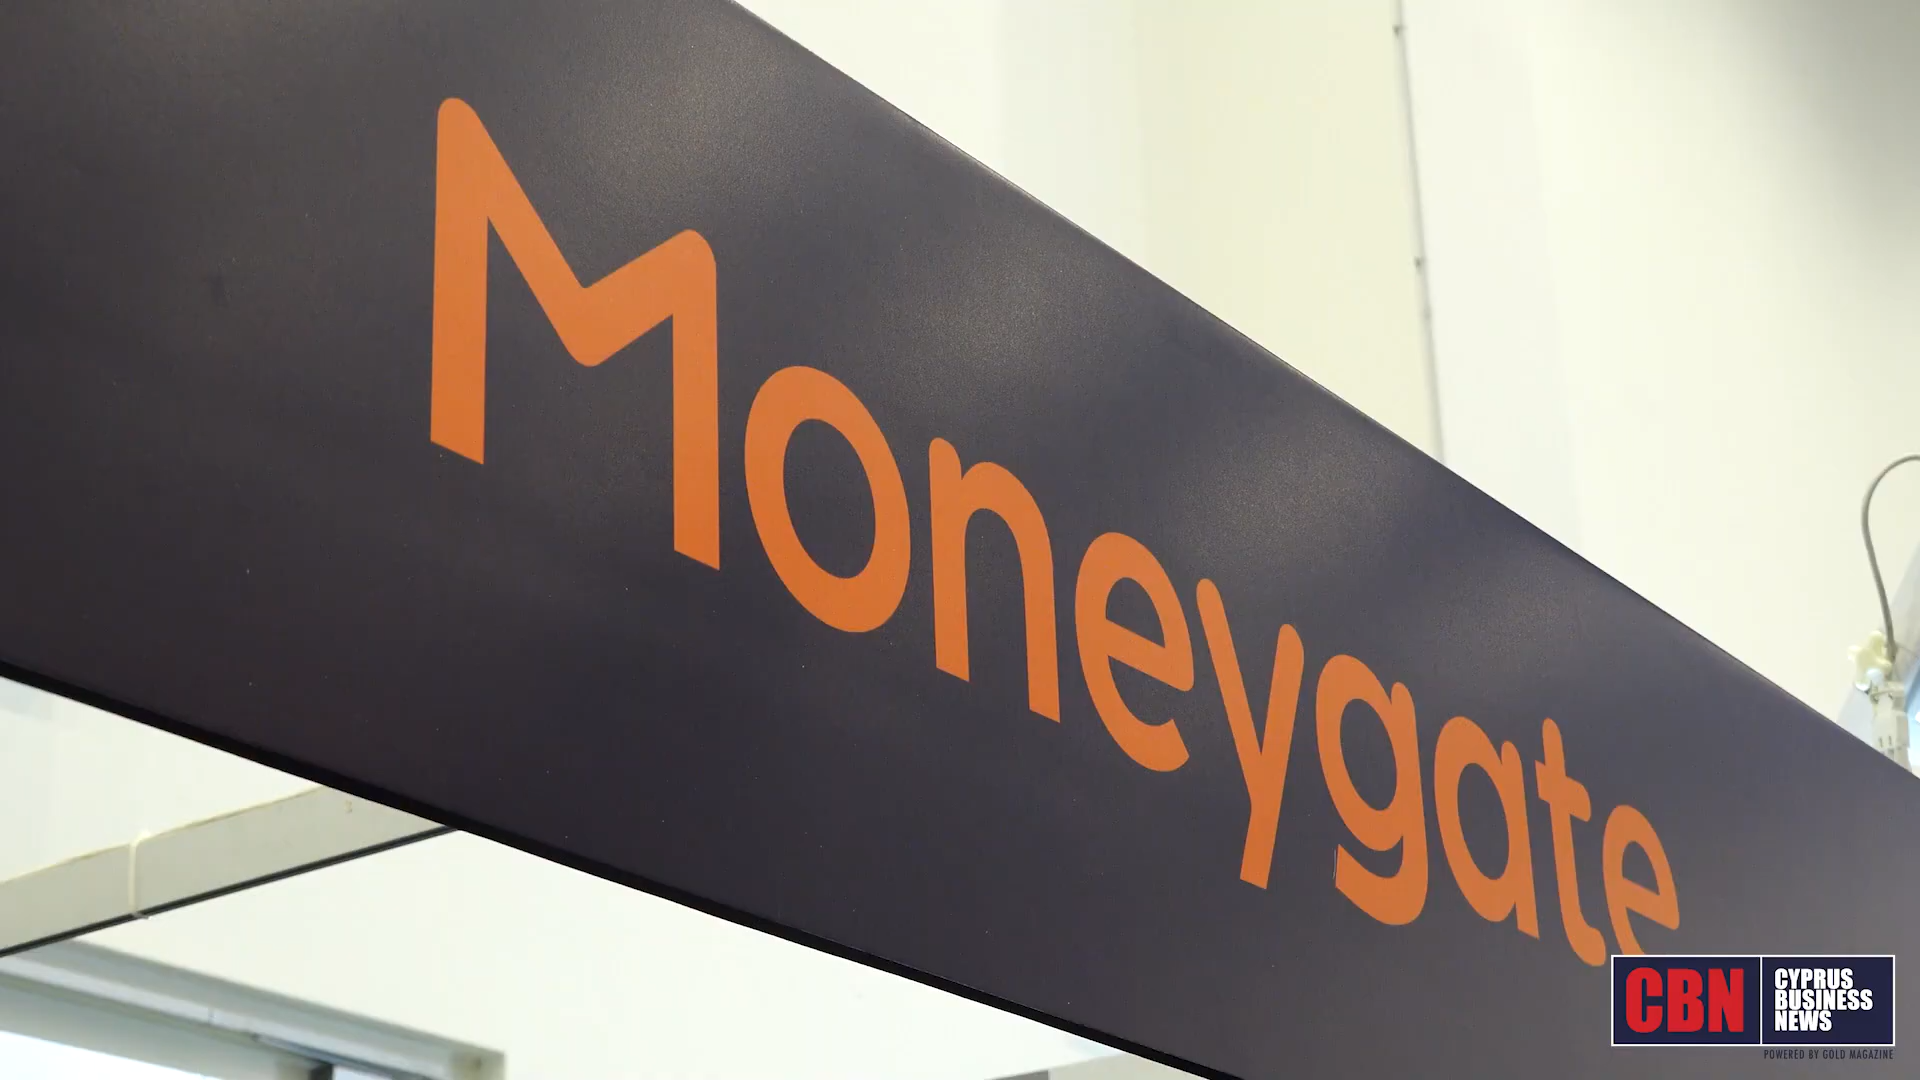 Moneygate
CBN
CYPRUS
BUSINESS
NEWS
POWERED BY GOLD MAGAZINE